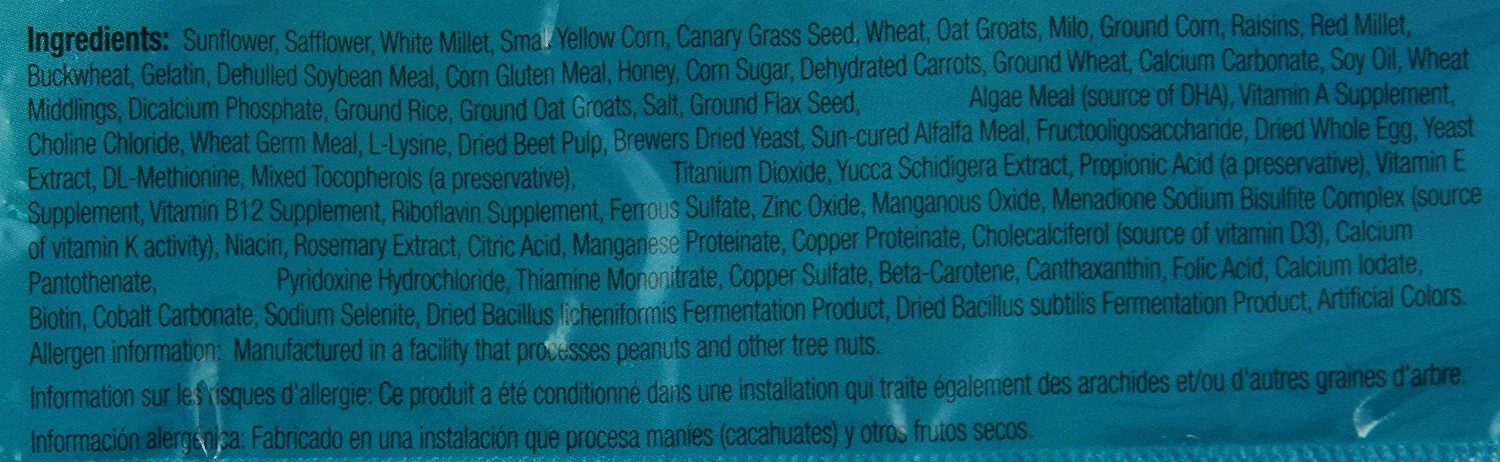 Ingredients: Sunflower, Safflower, White Millet, Small Yellow Corn, Canary Grass Seed, Wheat, Oat Groats, Milo, Ground Corn, Raisins, Red Millet,
Buckwheat, Gelatin, Dehulled Soybean Meal, Corn Gluten Meal, Honey, Corn Sugar, Dehydrated Carrots, Ground Wheat, Calcium Carbonate, Soy Oil, Wheat
Middlings, Dicalcium Phosphate, Ground Rice, Ground Oat Groats, Salt, Ground Flax Seed, Algae Meal (source of DHA), Vitamin A Supplement,
Choline Chloride, Wheat Germ Meal, L-Lysine, Dried Beet Pulp, Brewers Dried Yeast, Sun-cured Alfalfa Meal, Fructooligosaccharide, Dried Whole Egg, Yeast
Extract, DL-Methionine, Mixed Tocopherols (a preservative), Titanium Dioxide, Yucca Schidigera Extract, Propionic Acid (a preservative), Vitamin E
Supplement, Vitamin B12 Supplement, Riboflavin Supplement, Ferrous Sulfate, Zinc Oxide, Manganous Oxide, Menadione Sodium Bisulfite Complex (source
of vitamin K activity), Niacin, Rosemary Extract, Citric Acid, Manganese Proteinate, Copper Proteinate, Cholecalciferol (source of vitamin D3), Calcium
Pantothenate, Pyridoxine Hydrochloride, Thiamine Mononitrate, Copper Sulfate, Beta-Carotene, Canthaxanthin, Folic Acid, Calcium Iodate,
Biotin, Cobalt Carbonate, Sodium Selenite, Dried Bacillus licheniformis Fermentation Product, Dried Bacillus subtilis Fermentation Product, Artificial Colors.
Allergen information: Manufactured in a facility that processes peanuts and other tree nuts.
Information sur les risques d'allergie: Ce produit a été conditionné dans une installation qui traite également des arachides et/ou d'autres graines d'arbre.
Información alergénica: Fabricado en una instalación que procesa maníes (cacahuates) y otros frutos secos.